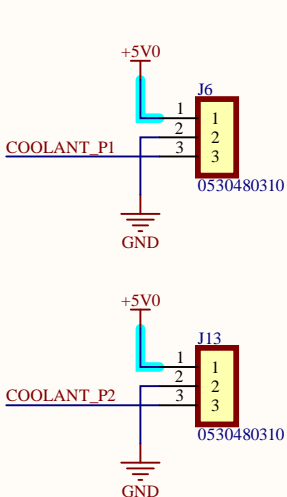 +5V0
J6
1 1
2 2
COOLANT_P1 3 3
0530480310
GND
+5V0
J13
1 1
2 2
COOLANT_P2 3 3
0530480310
GND